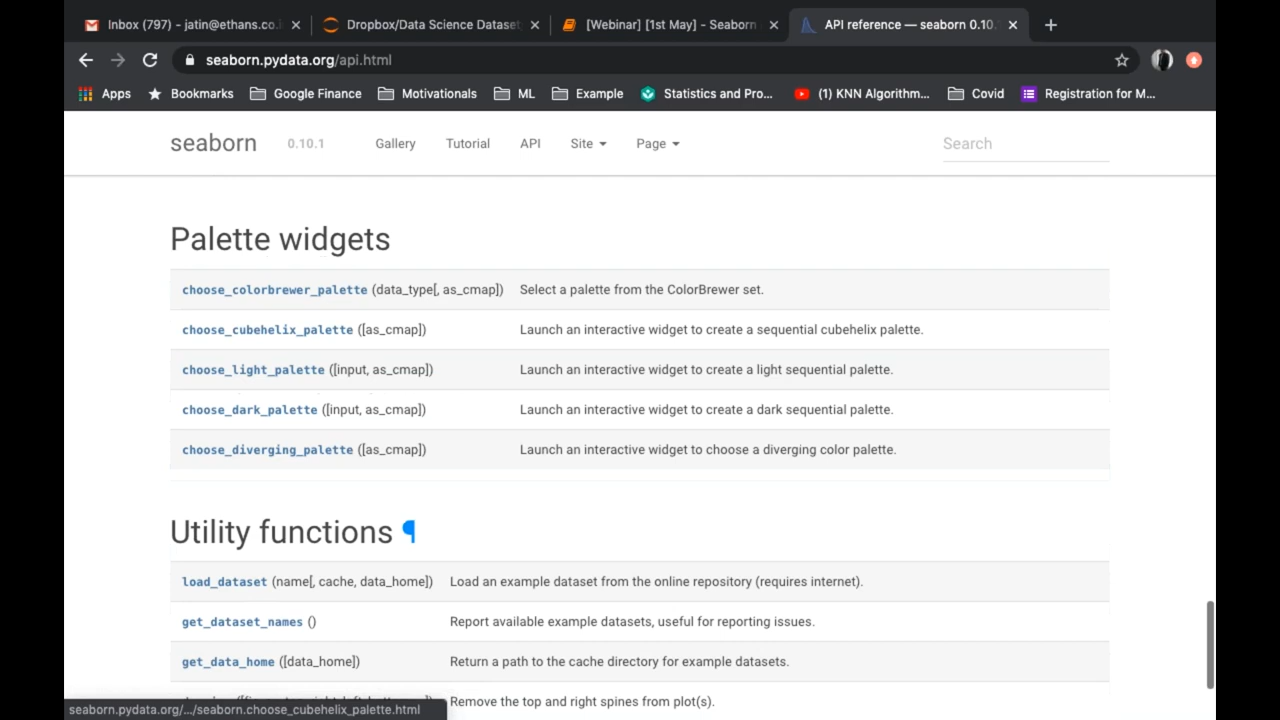 Inbox (797) - jatin@ethans.co.
Dropbox/Data Science Dataset
[Webinar] [1st May] - Seaborn
API reference — seaborn 0.10.
seaborn.pydata.org/api.html
Apps Bookmarks Google Finance Motivationals ML Example Statistics and Pro... (1) KNN Algorithm... Covid Registration for M...
seaborn 0.10.1 Gallery Tutorial API Site Page Search
Palette widgets
choose_colorbrewer_palette (data_type[, as_cmap]) Select a palette from the ColorBrewer set.
choose_cubehelix_palette ([as_cmap]) Launch an interactive widget to create a sequential cubehelix palette.
choose_light_palette ([input, as_cmap]) Launch an interactive widget to create a light sequential palette.
choose_dark_palette ([input, as_cmap]) Launch an interactive widget to create a dark sequential palette.
choose_diverging_palette ([as_cmap]) Launch an interactive widget to choose a diverging color palette.
Utility functions ¶
load_dataset (name[, cache, data_home]) Load an example dataset from the online repository (requires internet).
get_dataset_names () Report available example datasets, useful for reporting issues.
get_data_home ([data_home]) Return a path to the cache directory for example datasets.
Remove the top and right spines from plot(s).
seaborn.pydata.org/.../seaborn.choose_cubehelix_palette.html